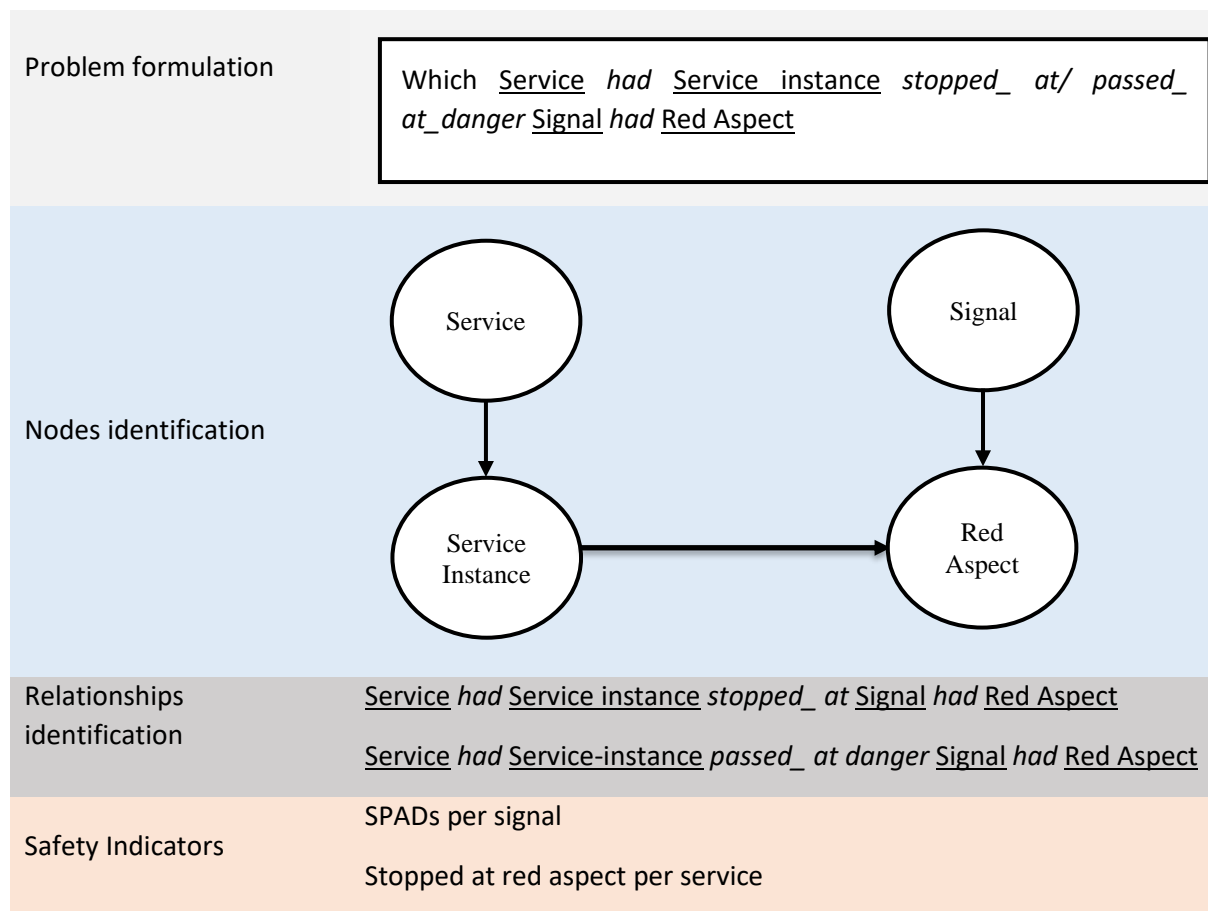 Problem formulation
Which Service had Service instance stopped_ at/ passed_
at_danger Signal had Red Aspect
Nodes identification
Service
Signal
Service
Instance
Red
Aspect
Relationships
identification
Service had Service instance stopped_ at Signal had Red Aspect
Service had Service-instance passed_ at danger Signal had Red Aspect
Safety Indicators
SPADs per signal
Stopped at red aspect per service